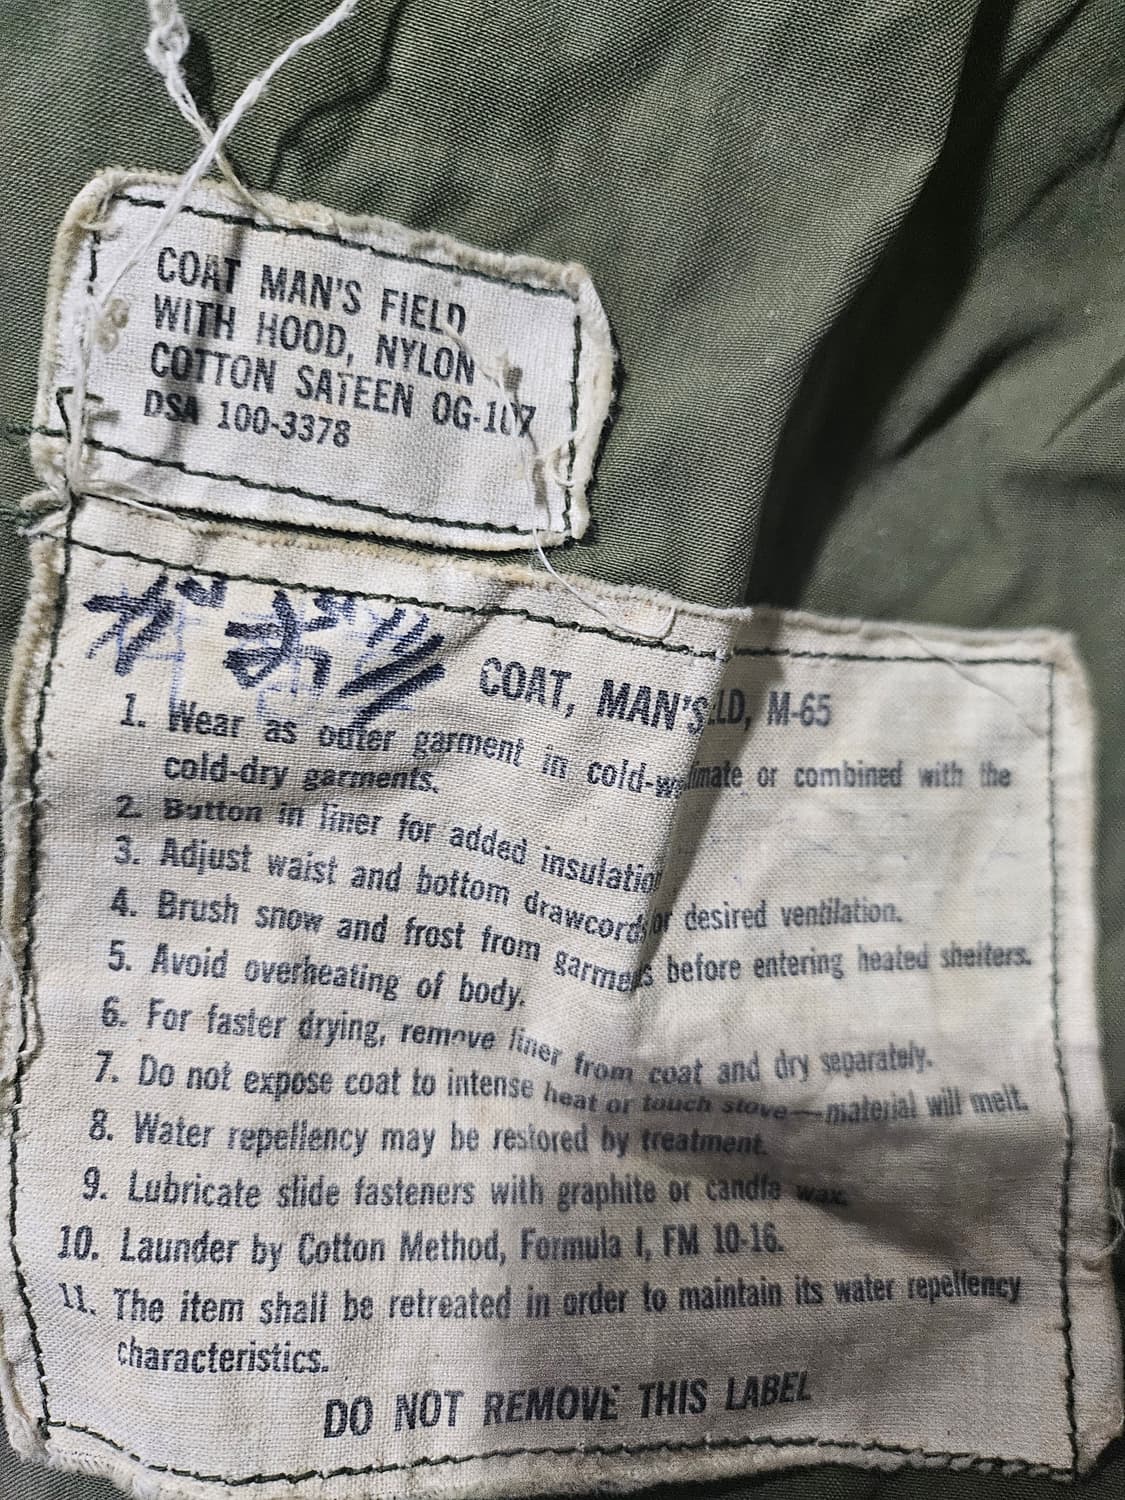 COAT MAN'S FIELD
WITH HOOD, NYLON
COTTON SATEEN OG-107
DSA 100-3378
COAT, MAN'S LD, M-65
1. Wear as outer garment in cold-w limate or combined with the
cold-dry garments.
2. Button in liner for added insulatio
3. Adjust waist and bottom drawcords or desired ventilation.
4. Brush snow and frost from garmets before entering heated shelters.
5. Avoid overheating of body.
6. For faster drying, remove liner from coat and dry separately.
7. Do not expose coat to intense heat or touch stove—material will melt.
8. Water repellency may be restored by treatment.
9. Lubricate slide fasteners with graphite or candle wax.
10. Launder by Cotton Method, Formula I, FM 10-16.
11. The item shall be retreated in order to maintain its water repellency
characteristics.
DO NOT REMOVE THIS LABEL